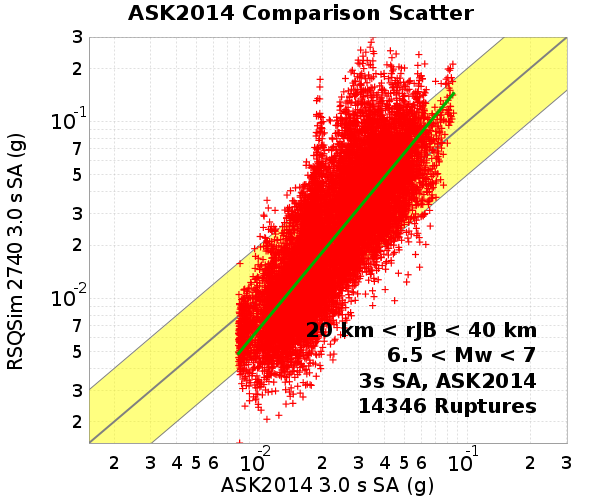 ASK2014 Comparison Scatter
RSQSim 2740 3.0 s SA (g)
3
2
10-1
7
5
3
2
10-2
7
5
3
2
20 km < rJB < 40 km
6.5 < Mw < 7
3s SA, ASK2014
14346 Ruptures
2 3 4 5 6 10-2 2 3 4 5 6 10-1 2 3
ASK2014 3.0 s SA (g)